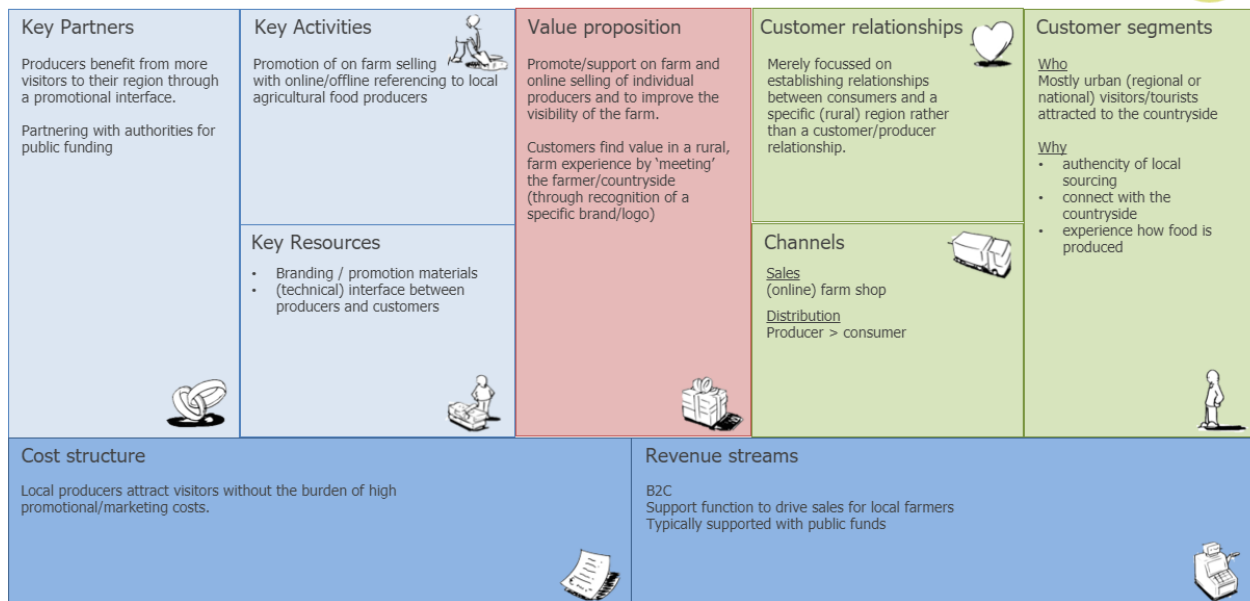 Key Partners
Producers benefit from more
visitors to their region through
a promotional interface.
Partnering with authorities for
public funding
Key Activities
Promotion of on farm selling
with online/offline referencing to local
agricultural food producers
Key Resources
• Branding / promotion materials
• (technical) interface between
producers and customers
Value proposition
Promote/support on farm and
online selling of individual
producers and to improve the
visibility of the farm.
Customers find value in a rural,
farm experience by ‘meeting’
the farmer/countryside
(through recognition of a
specific brand/logo)
Customer relationships
Merely focussed on
establishing relationships
between consumers and a
specific (rural) region rather
than a customer/producer
relationship.
Channels
Sales
(online) farm shop
Distribution
Producer > consumer
Customer segments
Who
Mostly urban (regional or
national) visitors/tourists
attracted to the countryside
Why
• authencity of local
sourcing
• connect with the
countryside
• experience how food is
produced
Cost structure
Local producers attract visitors without the burden of high
promotional/marketing costs.
Revenue streams
B2C
Support function to drive sales for local farmers
Typically supported with public funds